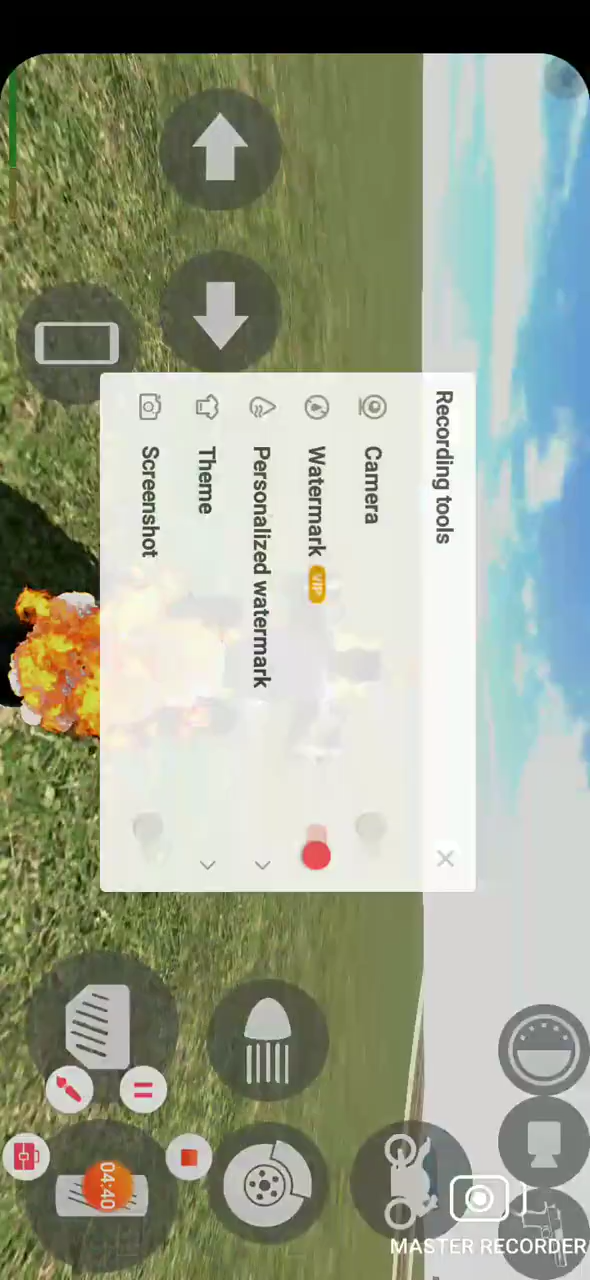 Recording tools
Camera
Watermark VIP
Personalized watermark
Theme
Screenshot
04:40
MASTER RECORDER